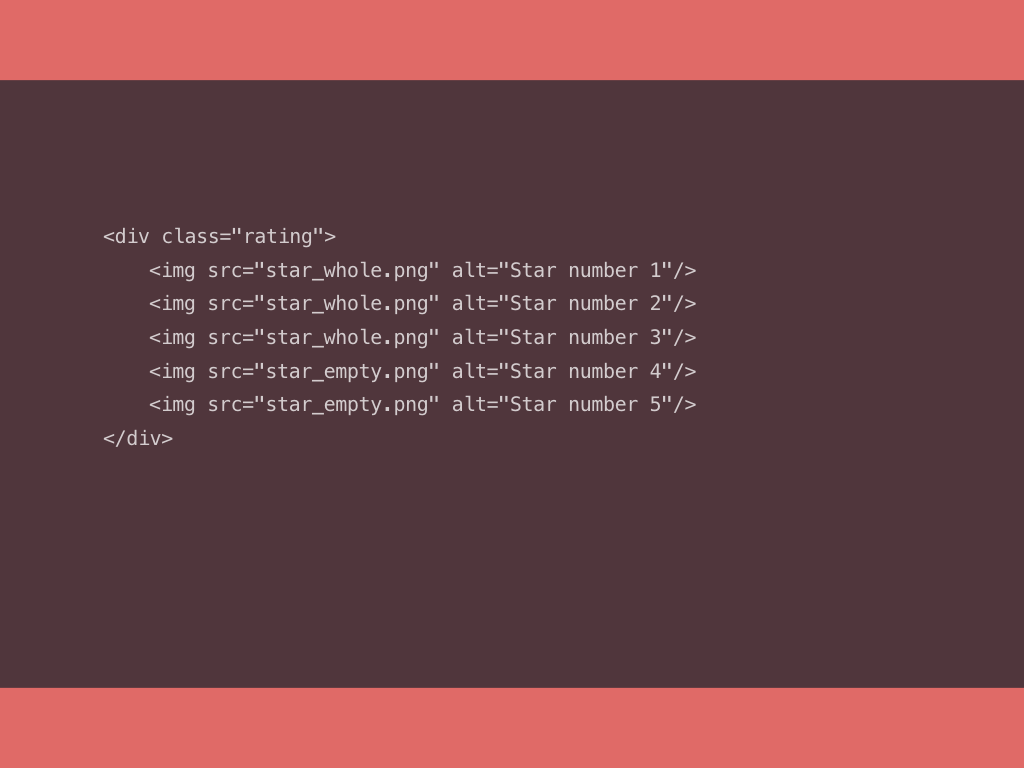 <div class="rating">
    <img src="star_whole.png" alt="Star number 1"/>
    <img src="star_whole.png" alt="Star number 2"/>
    <img src="star_whole.png" alt="Star number 3"/>
    <img src="star_empty.png" alt="Star number 4"/>
    <img src="star_empty.png" alt="Star number 5"/>
</div>